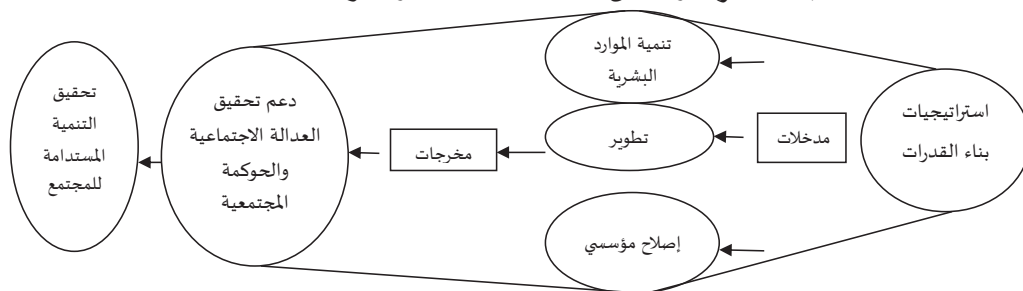 استراتيجيات
بناء القدرات
مدخلات
تنمية الموارد
البشرية
تطوير
إصلاح مؤسسي
مخرجات
دعم تحقيق
العدالة الاجتماعية
والحوكمة
المجتمعية
تحقيق
التنمية
المستدامة
للمجتمع